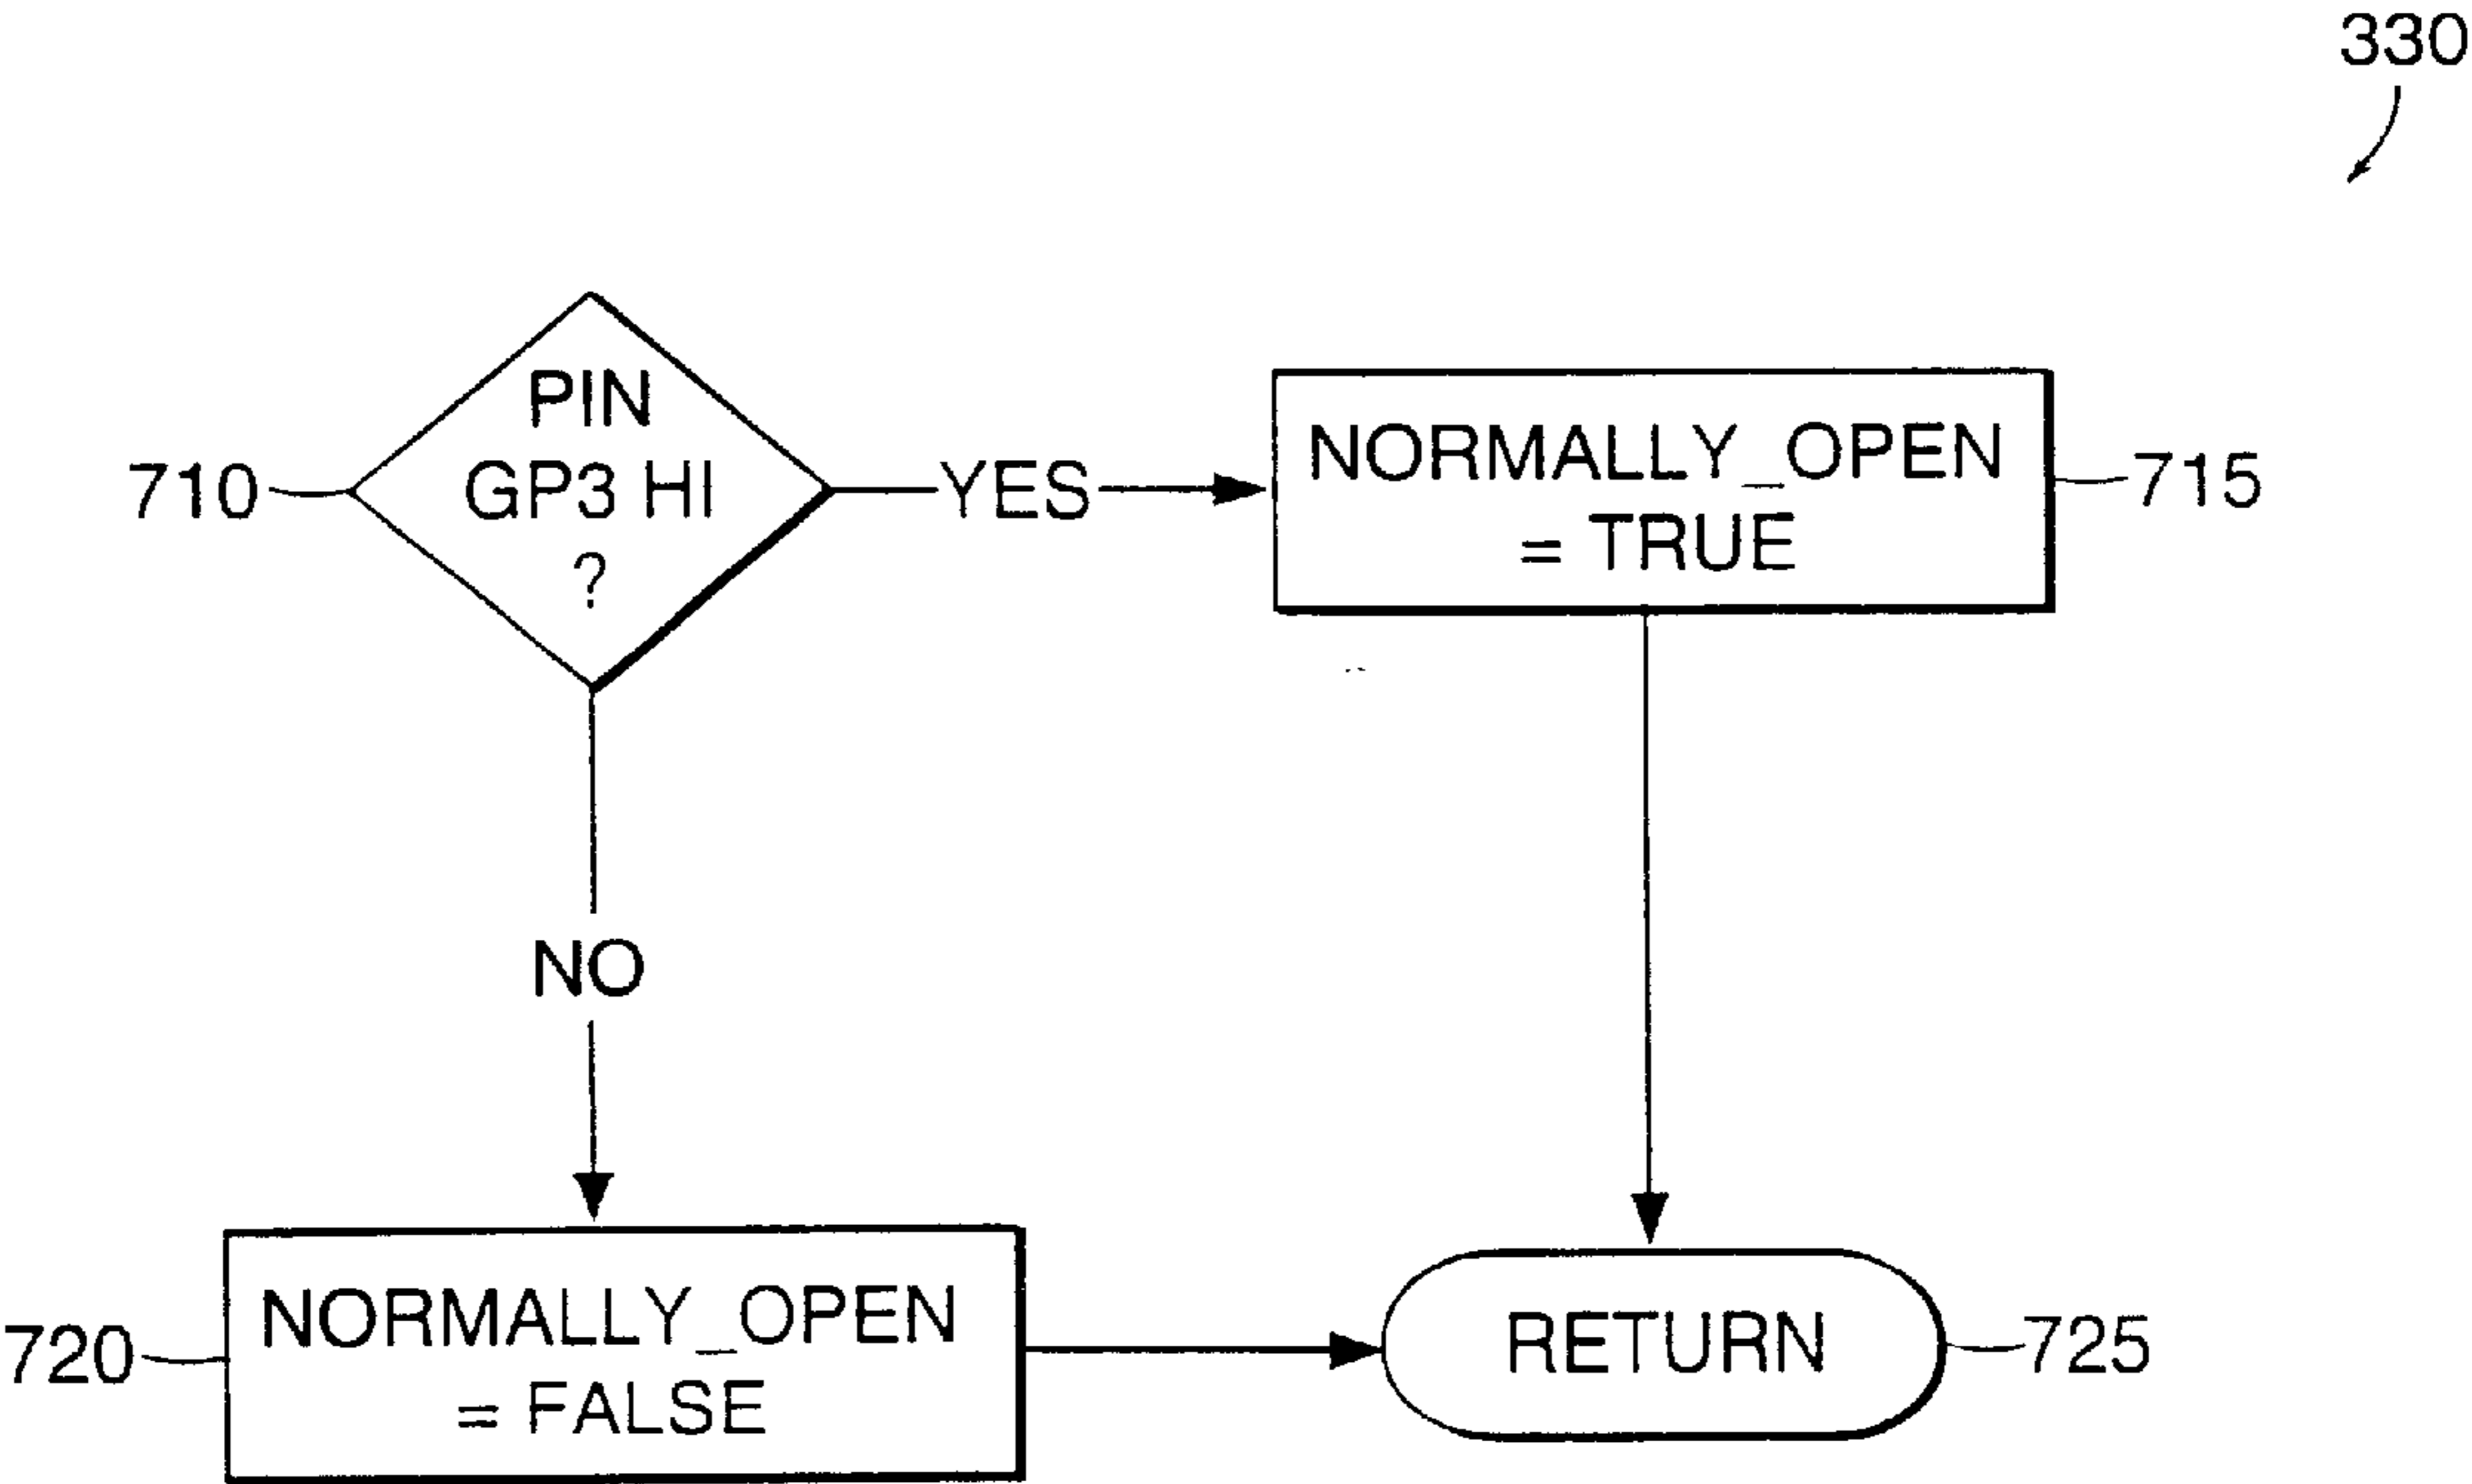 330
PIN
GP3 HI
?
710
YES
NORMALLY_OPEN
= TRUE
715
NO
NORMALLY_OPEN
= FALSE
720
RETURN
725